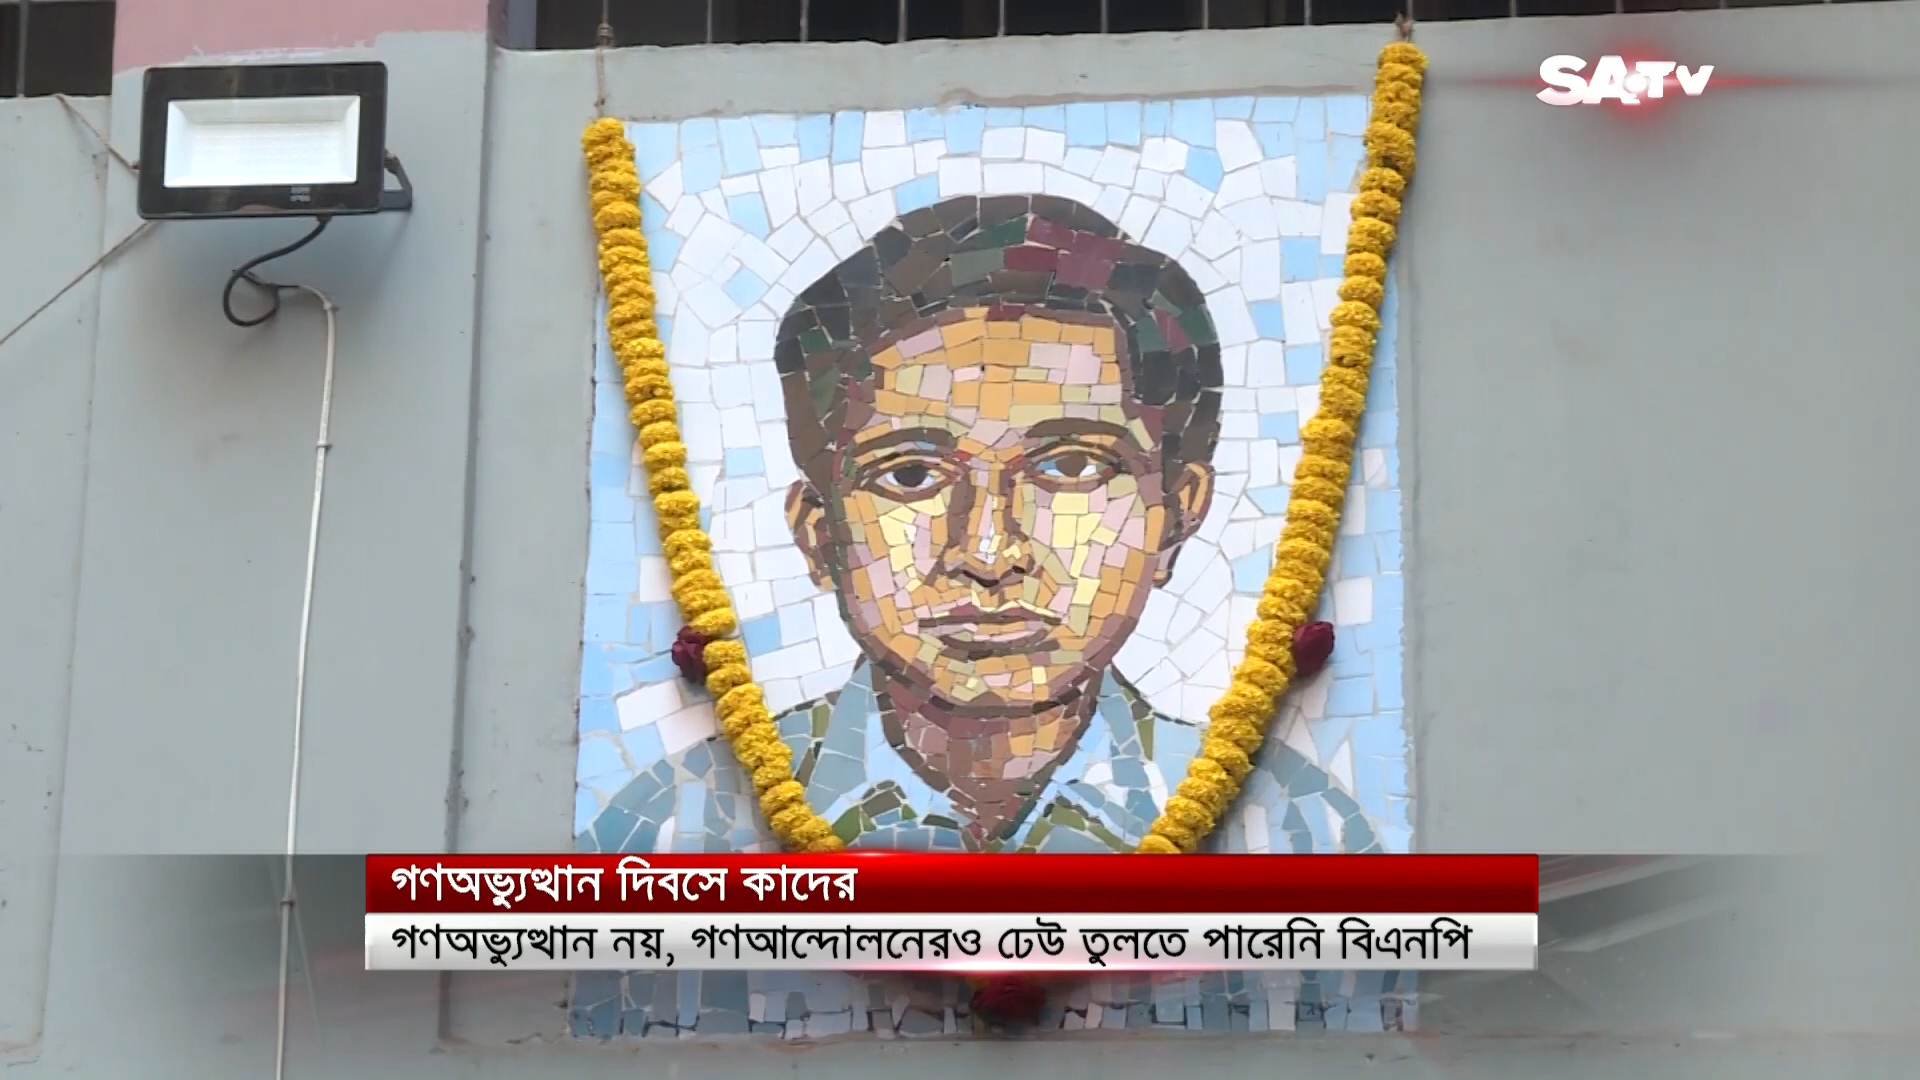 SATV
গণঅভ্যুত্থান দিবসে কাদের
গণঅভ্যুত্থান নয়, গণআন্দোলনেরও ঢেউ তুলতে পারেনি বিএনপি